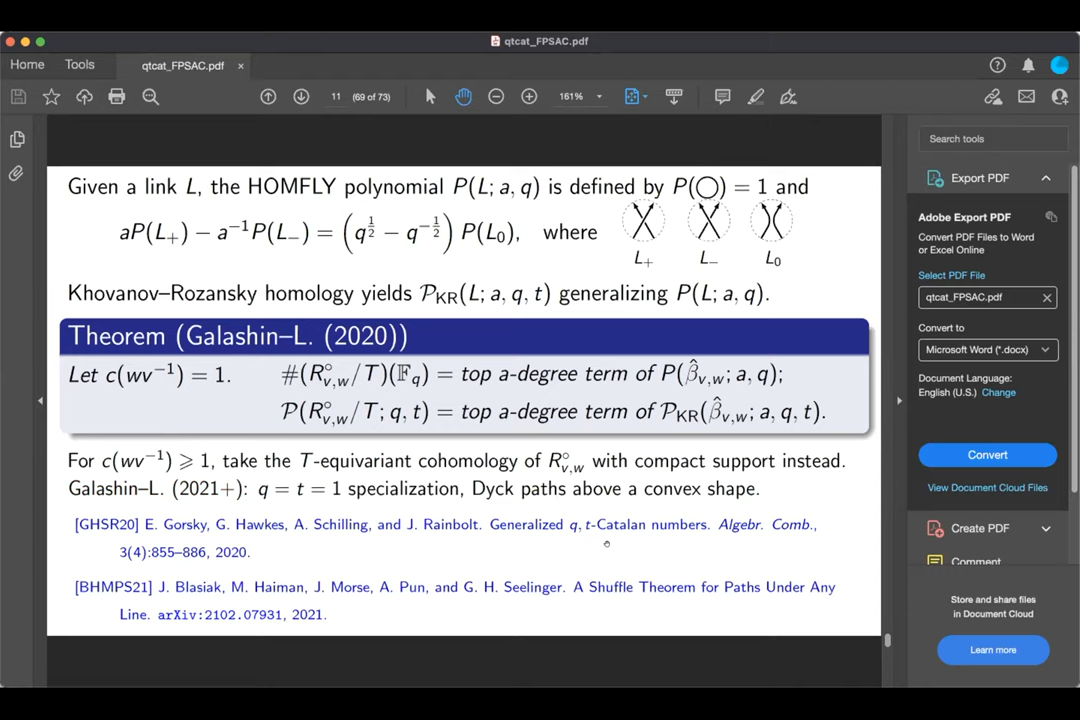 qtcat_FPSAC.pdf
Home Tools qtcat_FPSAC.pdf ×
11 (69 of 73) 161%
Given a link L, the HOMFLY polynomial P(L; a, q) is defined by P(◯) = 1 and
aP(L₊) − a⁻¹P(L₋) = (q^{1/2} − q^{−1/2}) P(L₀), where
L₊ L₋ L₀
Khovanov–Rozansky homology yields 𝒫_KR(L; a, q, t) generalizing P(L; a, q).
Theorem (Galashin–L. (2020))
Let c(wv⁻¹) = 1. #(R°_{v,w}/T)(𝔽_q) = top a-degree term of P(β̂_{v,w}; a, q);
𝒫(R°_{v,w}/T; q, t) = top a-degree term of 𝒫_KR(β̂_{v,w}; a, q, t).
For c(wv⁻¹) ⩾ 1, take the T-equivariant cohomology of R°_{v,w} with compact support instead.
Galashin–L. (2021+): q = t = 1 specialization, Dyck paths above a convex shape.
[GHSR20] E. Gorsky, G. Hawkes, A. Schilling, and J. Rainbolt. Generalized q, t-Catalan numbers. Algebr. Comb.,
3(4):855–886, 2020.
[BHMPS21] J. Blasiak, M. Haiman, J. Morse, A. Pun, and G. H. Seelinger. A Shuffle Theorem for Paths Under Any
Line. arXiv:2102.07931, 2021.
Search tools
Export PDF
Adobe Export PDF
Convert PDF Files to Word
or Excel Online
Select PDF File
qtcat_FPSAC.pdf ×
Convert to
Microsoft Word (*.docx)
Document Language:
English (U.S.) Change
Convert
View Document Cloud Files
Create PDF
Comment
Store and share files
in Document Cloud
Learn more